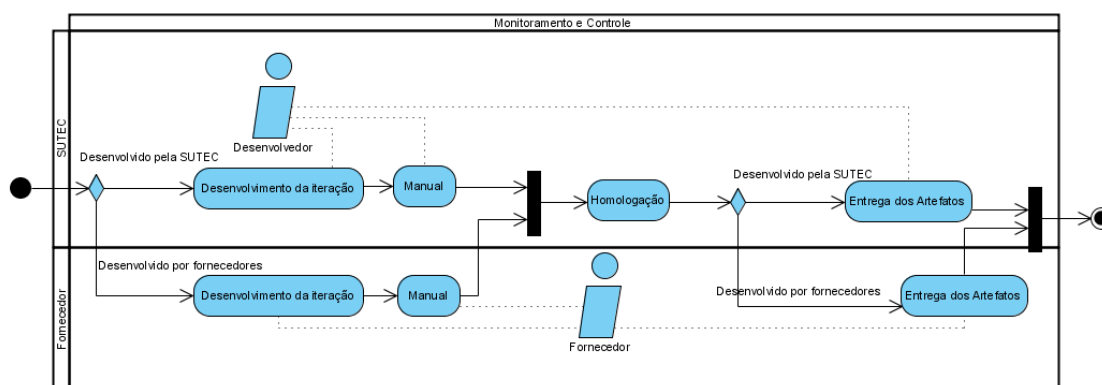 Monitoramento e Controle
SUTEC
Desenvolvedor
Desenvolvido pela SUTEC
Desenvolvimento da iteração
Manual
Homologação
Desenvolvido pela SUTEC
Entrega dos Artefatos
Fornecedor
Desenvolvido por fornecedores
Desenvolvimento da iteração
Manual
Fornecedor
Desenvolvido por fornecedores
Entrega dos Artefatos